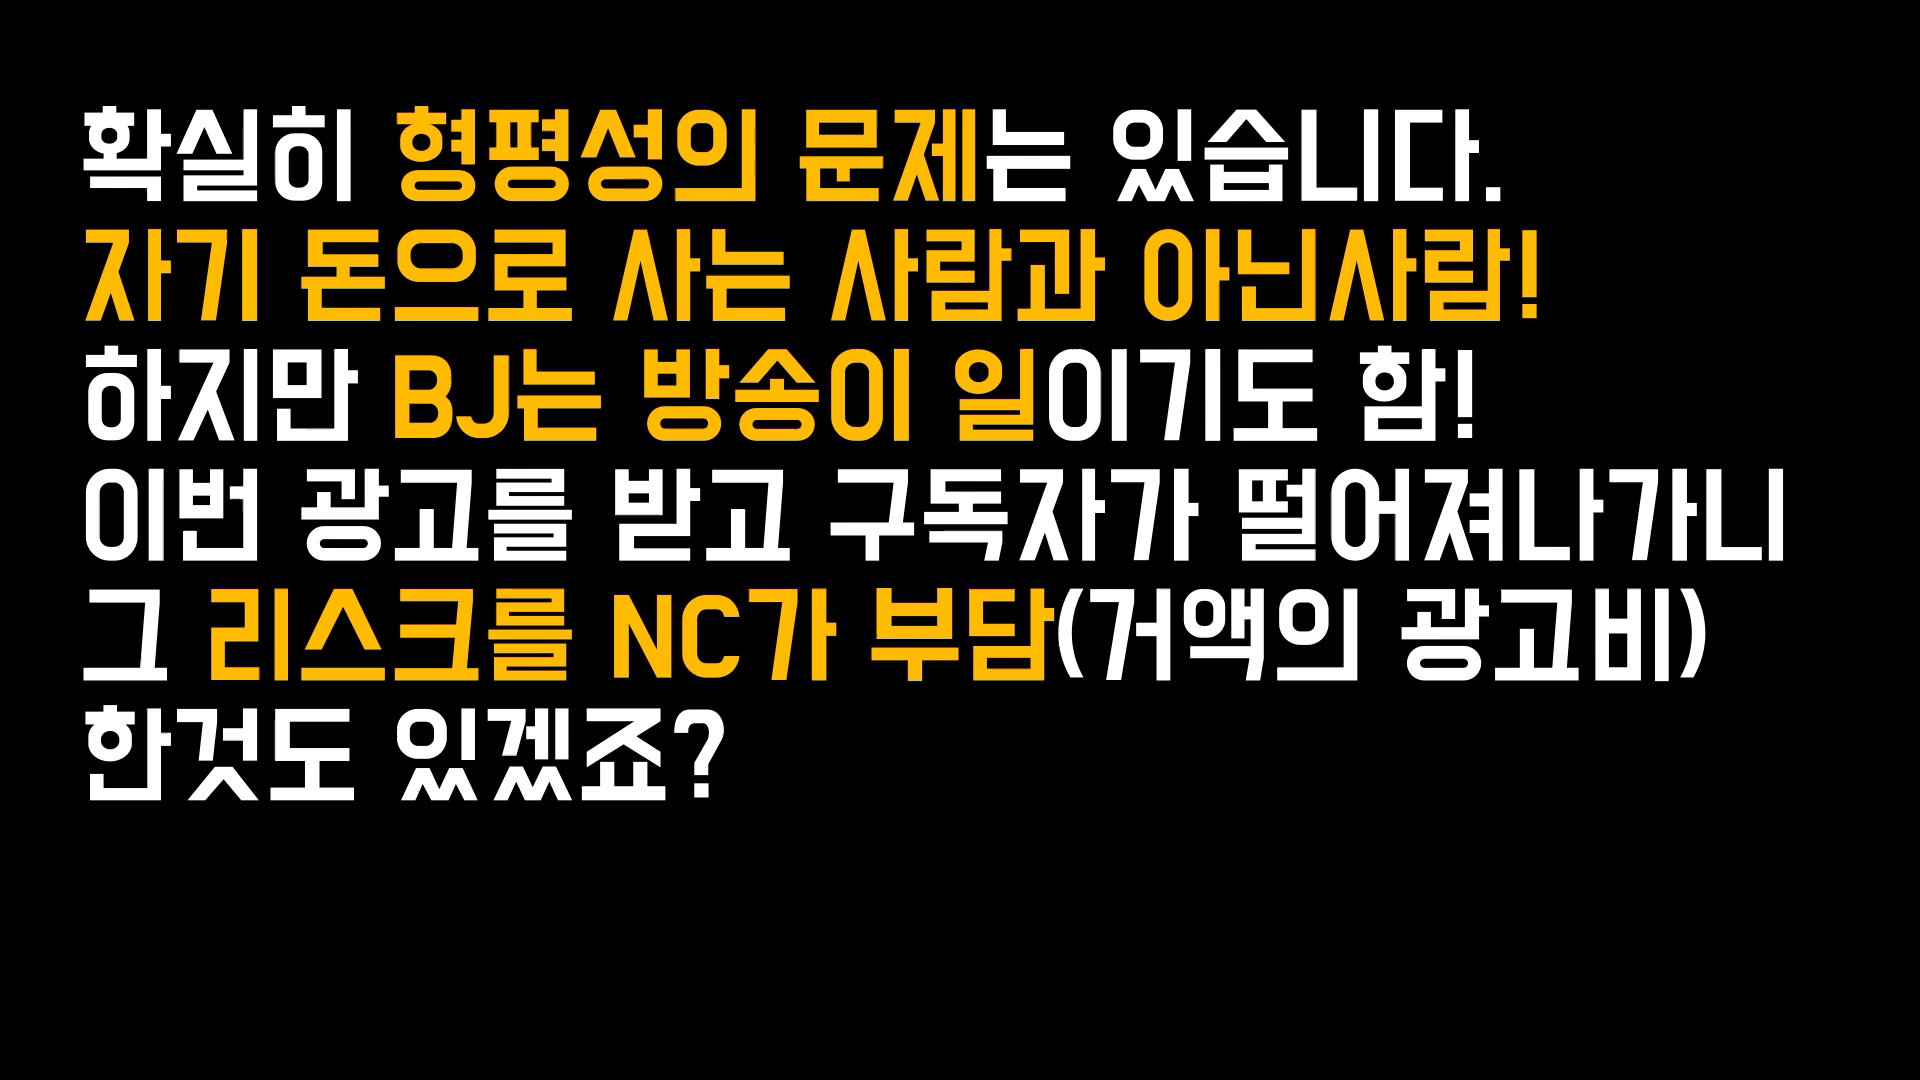 확실히 형평성의 문제는 있습니다.
자기 돈으로 사는 사람과 아닌사람!
하지만 BJ는 방송이 일이기도 함!
이번 광고를 받고 구독자가 떨어져나가니
그 리스크를 NC가 부담(거액의 광고비)
한것도 있겠죠?